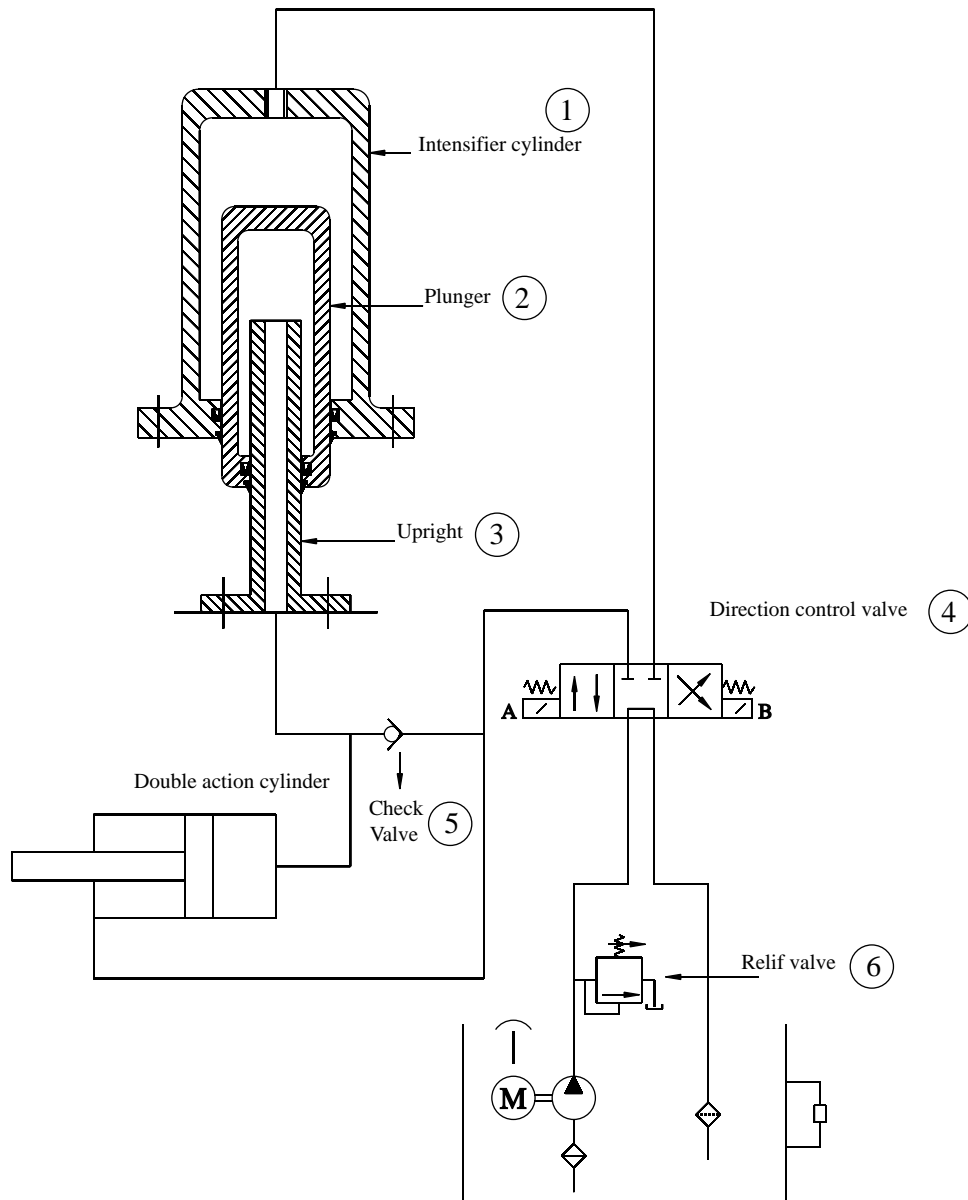 1
Intensifier cylinder
Plunger 2
Upright 3
Direction control valve 4
A
B
Double action cylinder
Check
Valve 5
Relif valve 6
M